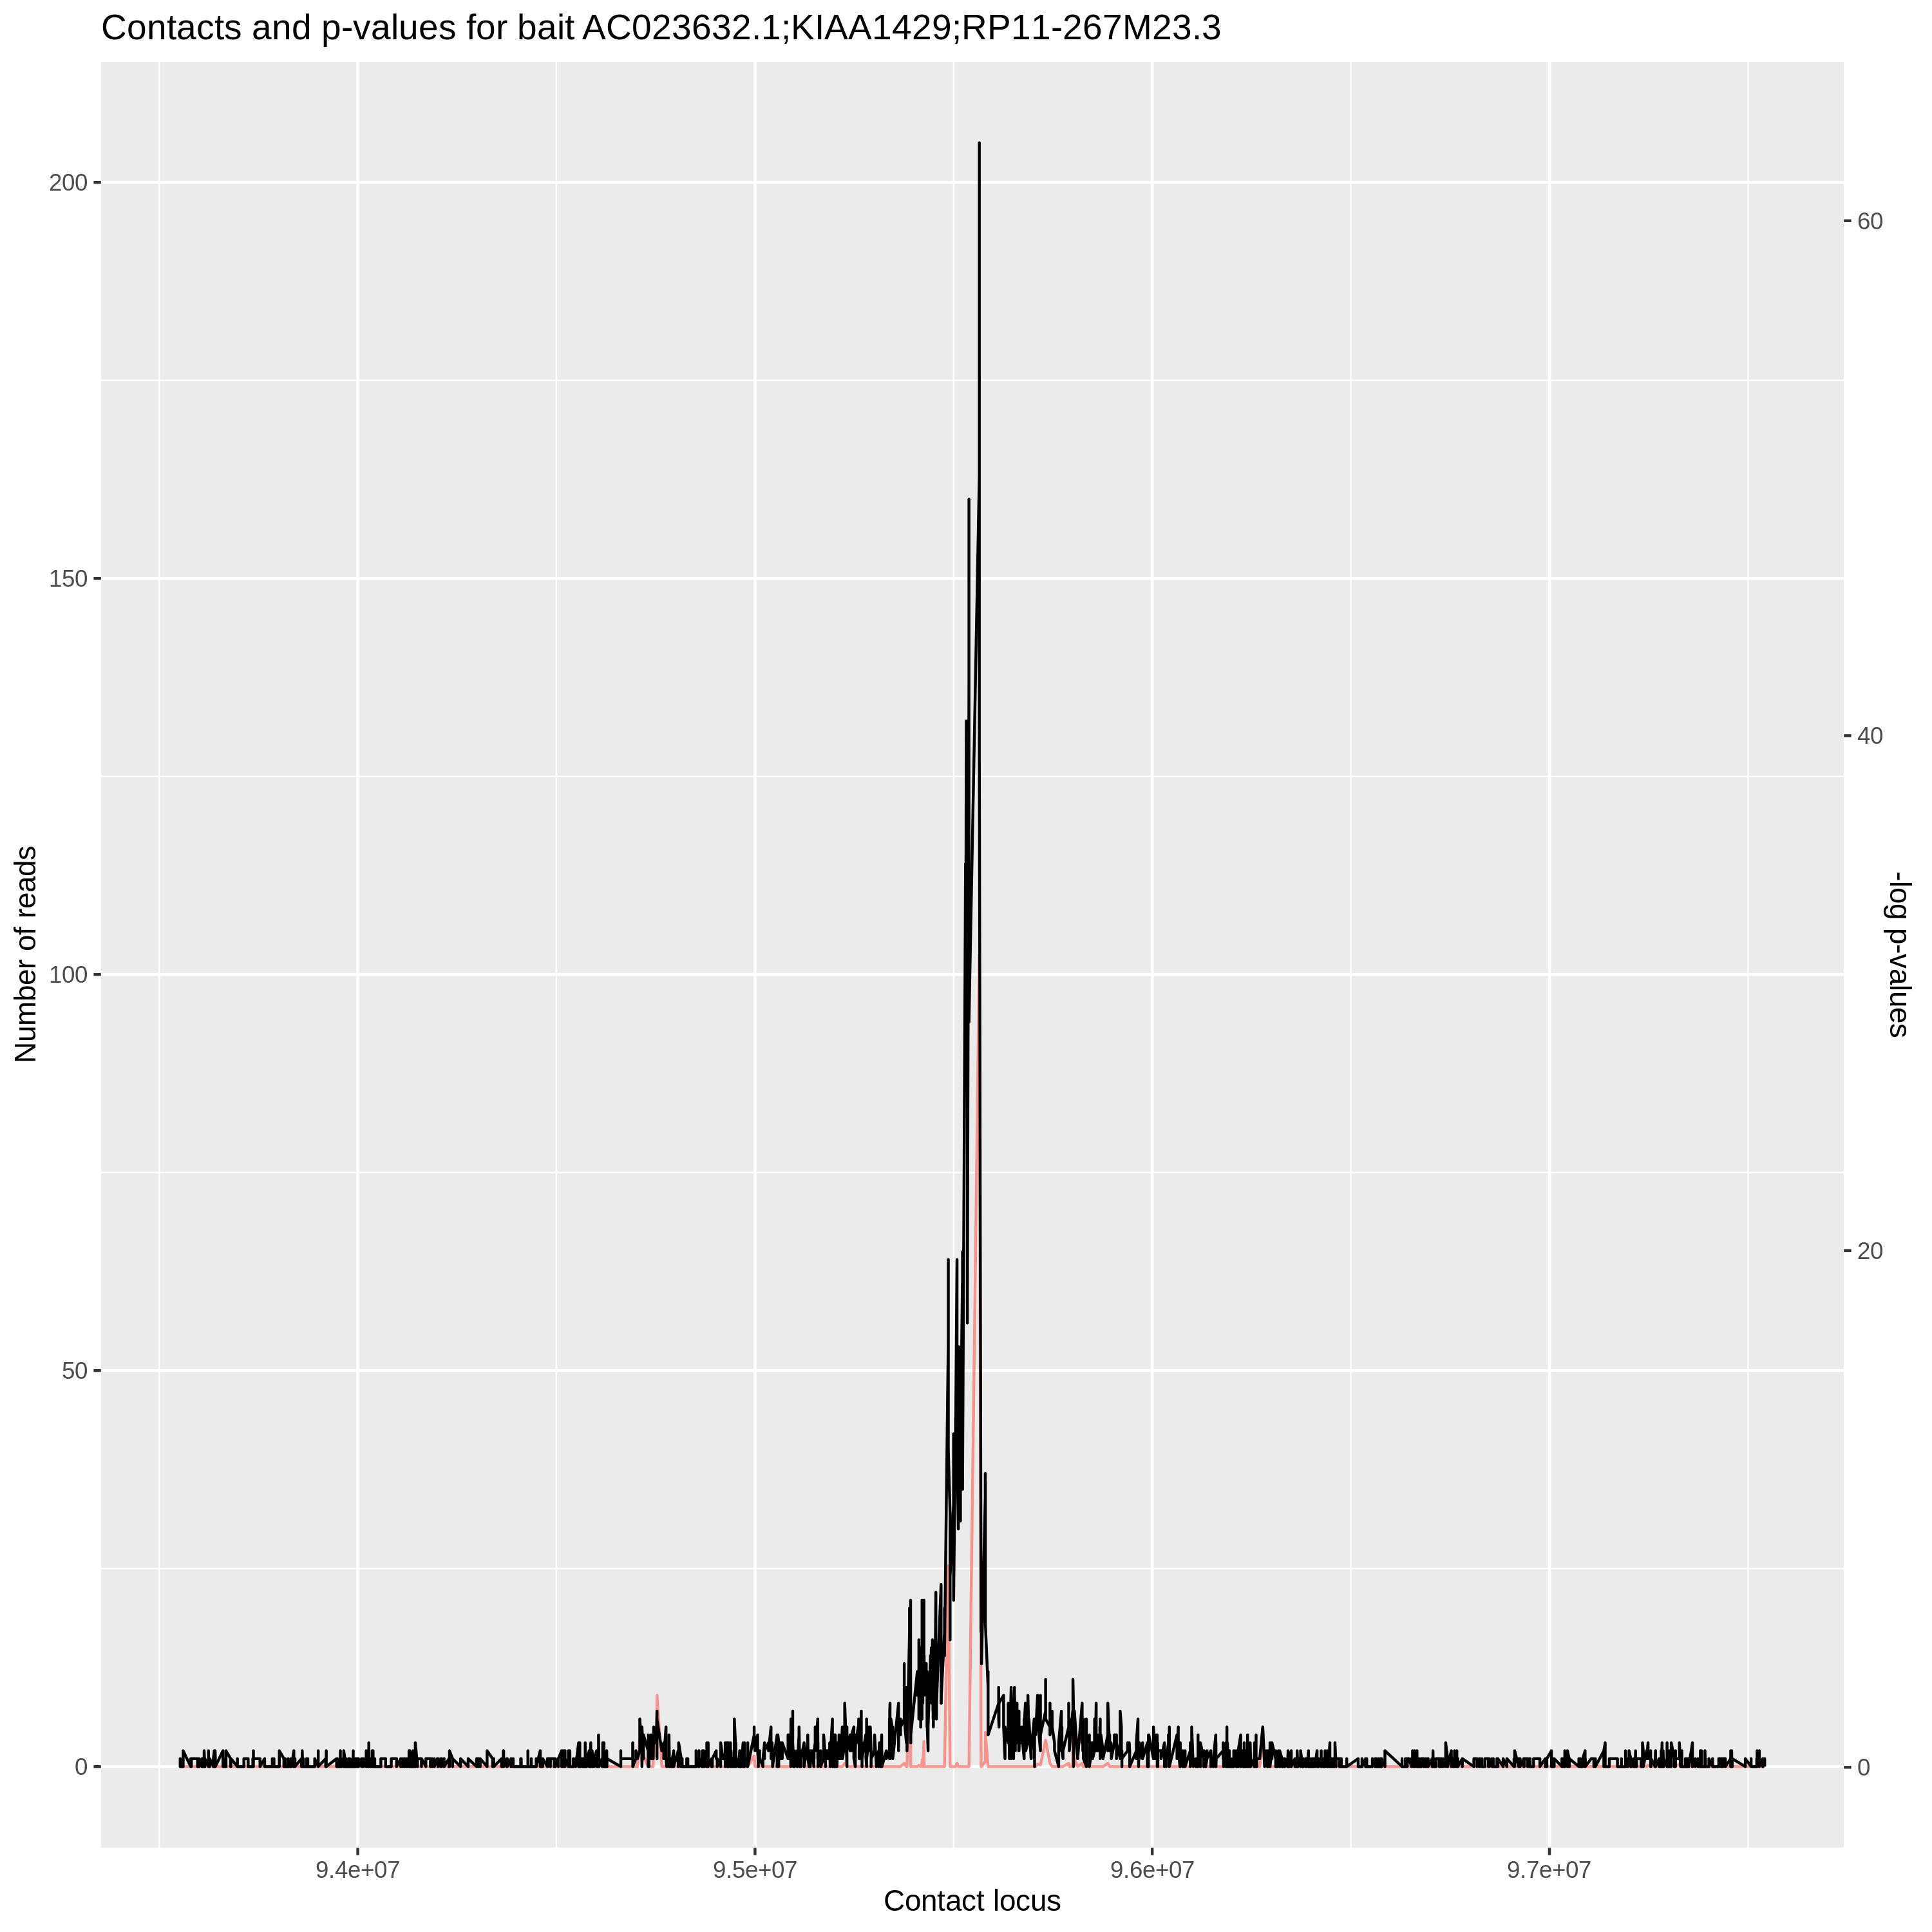 Contacts and p-values for bait AC023632.1;KIAA1429;RP11-267M23.3
200
150
100
50
0
60
40
20
0
Number of reads
-log p-values
9.4e+07 9.5e+07 9.6e+07 9.7e+07
Contact locus